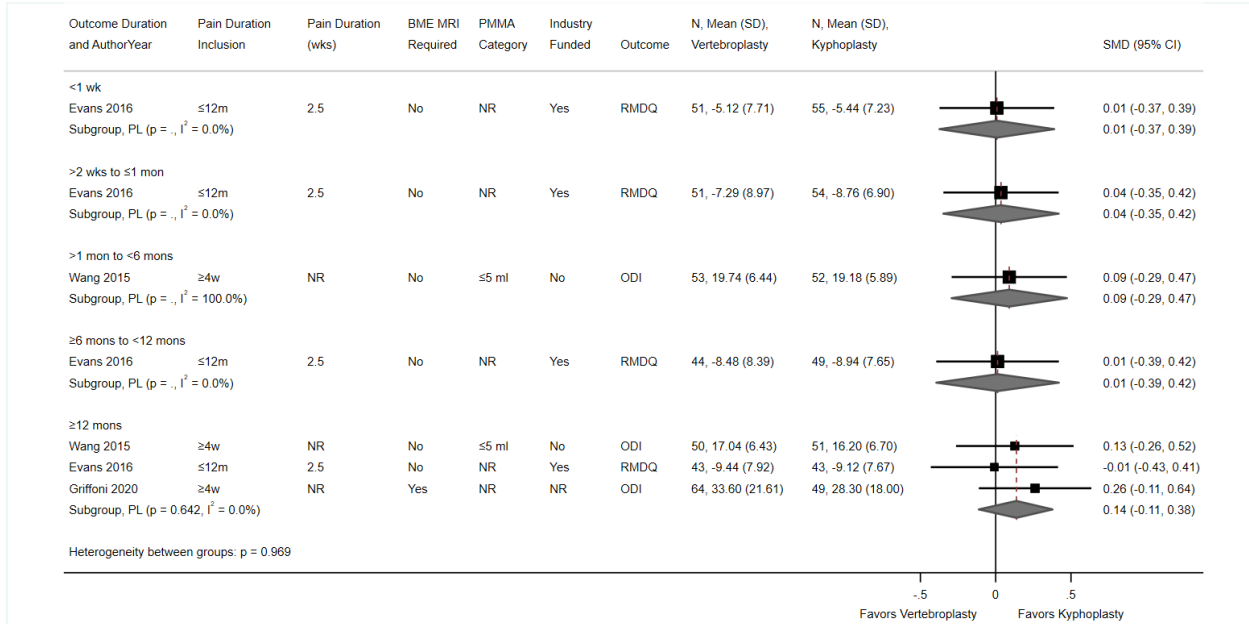 Outcome Duration Pain Duration Pain Duration BME MRI PMMA Industry N, Mean (SD), N, Mean (SD),
and AuthorYear Inclusion (wks) Required Category Funded Outcome Vertebroplasty Kyphoplasty SMD (95% CI)
<1 wk
Evans 2016 ≤12m 2.5 No NR Yes RMDQ 51, -5.12 (7.71) 55, -5.44 (7.23) 0.01 (-0.37, 0.39)
Subgroup, PL (p = ., I² = 0.0%) 0.01 (-0.37, 0.39)
>2 wks to ≤1 mon
Evans 2016 ≤12m 2.5 No NR Yes RMDQ 51, -7.29 (8.97) 54, -8.76 (6.90) 0.04 (-0.35, 0.42)
Subgroup, PL (p = ., I² = 0.0%) 0.04 (-0.35, 0.42)
>1 mon to <6 mons
Wang 2015 ≥4w NR No ≤5 ml No ODI 53, 19.74 (6.44) 52, 19.18 (5.89) 0.09 (-0.29, 0.47)
Subgroup, PL (p = ., I² = 100.0%) 0.09 (-0.29, 0.47)
≥6 mons to <12 mons
Evans 2016 ≤12m 2.5 No NR Yes RMDQ 44, -8.48 (8.39) 49, -8.94 (7.65) 0.01 (-0.39, 0.42)
Subgroup, PL (p = ., I² = 0.0%) 0.01 (-0.39, 0.42)
≥12 mons
Wang 2015 ≥4w NR No ≤5 ml No ODI 50, 17.04 (6.43) 51, 16.20 (6.70) 0.13 (-0.26, 0.52)
Evans 2016 ≤12m 2.5 No NR Yes RMDQ 43, -9.44 (7.92) 43, -9.12 (7.67) -0.01 (-0.43, 0.41)
Griffoni 2020 ≥4w NR Yes NR NR ODI 64, 33.60 (21.61) 49, 28.30 (18.00) 0.26 (-0.11, 0.64)
Subgroup, PL (p = 0.642, I² = 0.0%) 0.14 (-0.11, 0.38)
Heterogeneity between groups: p = 0.969
-.5 0 .5
Favors Vertebroplasty Favors Kyphoplasty